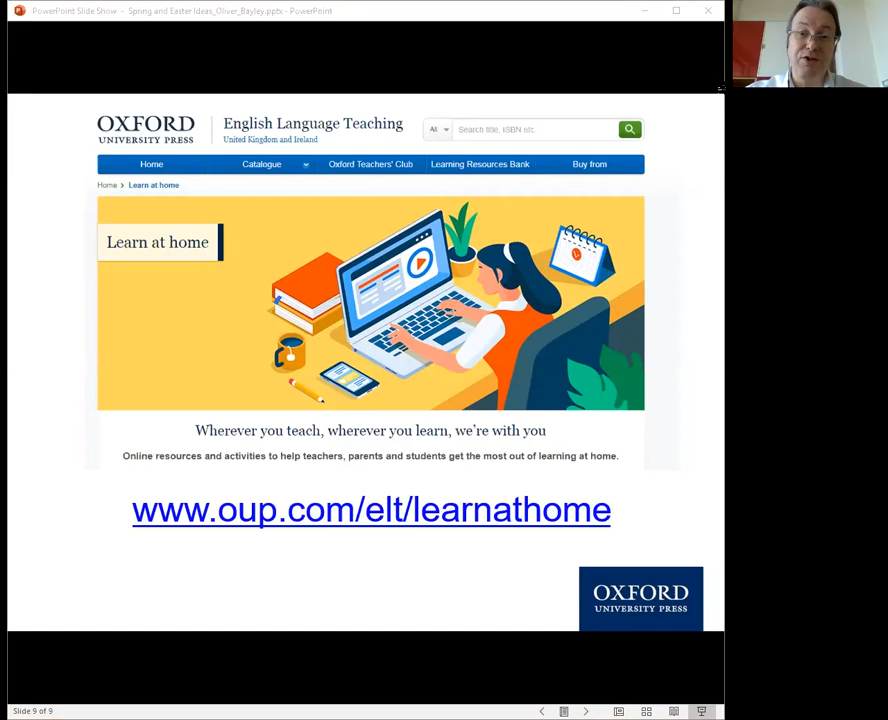 PowerPoint Slide Show - Spring and Easter Ideas_Oliver_Bayley.pptx - PowerPoint
OXFORD
UNIVERSITY PRESS
English Language Teaching
United Kingdom and Ireland
All
Search title, ISBN etc.
Home
Catalogue
Oxford Teachers' Club
Learning Resources Bank
Buy from
Home > Learn at home
Learn at home
Wherever you teach, wherever you learn, we're with you
Online resources and activities to help teachers, parents and students get the most out of learning at home.
www.oup.com/elt/learnathome
OXFORD
UNIVERSITY PRESS
Slide 9 of 9